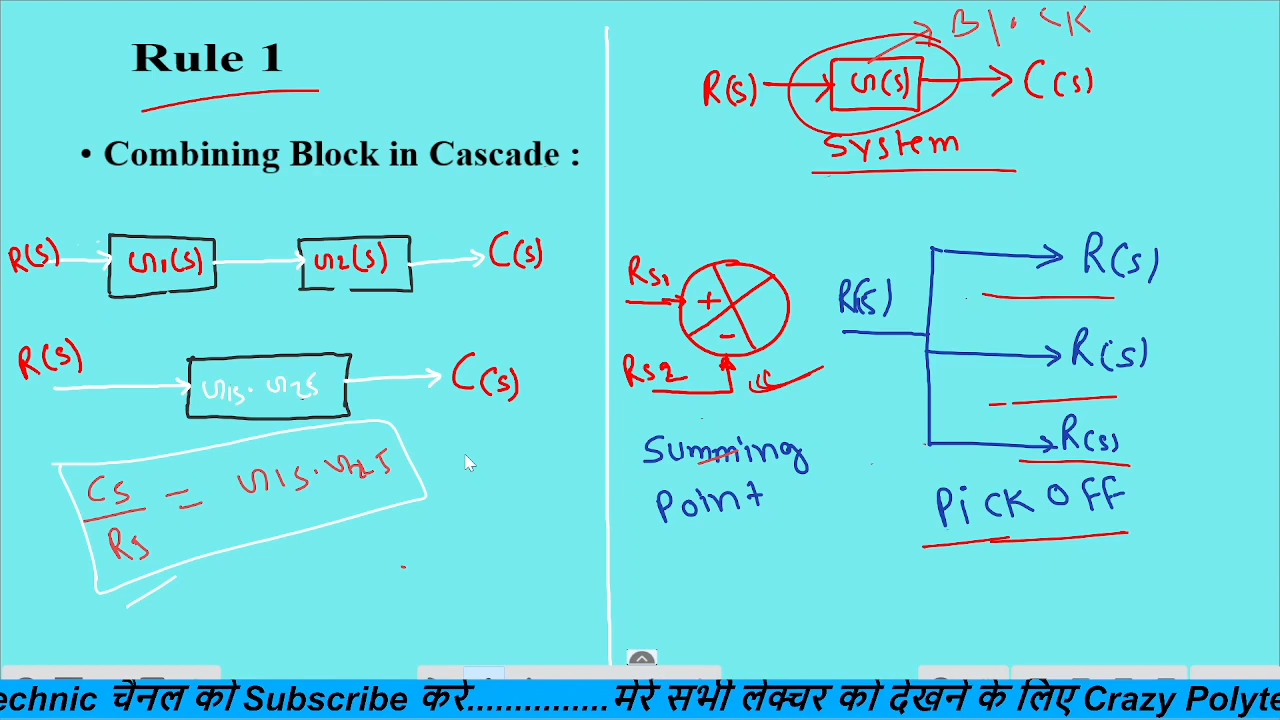 Rule 1
• Combining Block in Cascade :
R(s) G1(s) G2(s) C(s)
R(s) G1s . G2s C(s)
Cs/Rs = G1s . G2s
Block
R(s) G(s) C(s)
System
Rs1
+
-
Rs2
Summing
Point
R(s)
R(s)
R(s)
R(s)
Pick OFF
echnic चैनल को Subscribe करे...............मेरे सभी लेक्चर को देखने के लिए Crazy Polyte